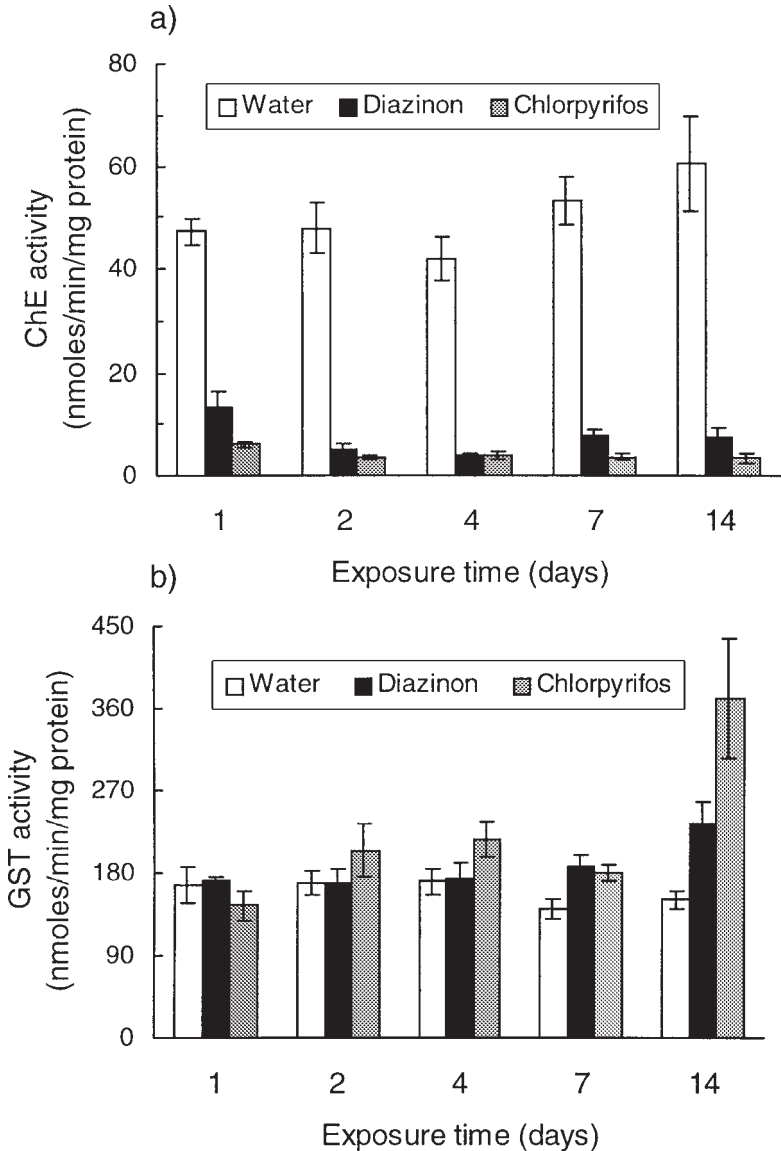 a)
80
60
40
20
0
ChE activity
(nmoles/min/mg protein)
Water Diazinon Chlorpyrifos
1 2 4 7 14
Exposure time (days)
b)
450
360
270
180
90
0
GST activity
(nmoles/min/mg protein)
Water Diazinon Chlorpyrifos
1 2 4 7 14
Exposure time (days)